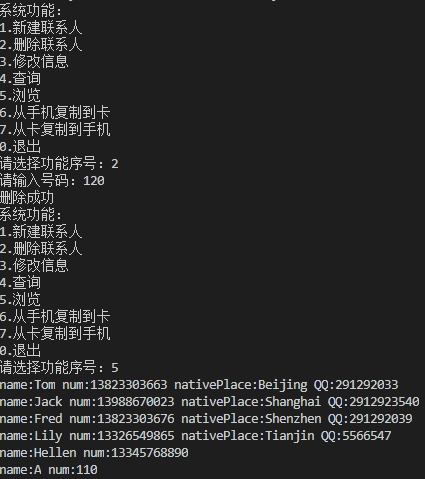 系统功能：
1.新建联系人
2.删除联系人
3.修改信息
4.查询
5.浏览
6.从手机复制到卡
7.从卡复制到手机
0.退出
请选择功能序号：2
请输入号码：120
删除成功
系统功能：
1.新建联系人
2.删除联系人
3.修改信息
4.查询
5.浏览
6.从手机复制到卡
7.从卡复制到手机
0.退出
请选择功能序号：5
name:Tom num:13823303663 nativePlace:Beijing QQ:291292033
name:Jack num:13988670023 nativePlace:Shanghai QQ:2912923540
name:Fred num:13823303676 nativePlace:Shenzhen QQ:291292039
name:Lily num:13326549865 nativePlace:Tianjin QQ:5566547
name:Hellen num:13345768890
name:A num:110